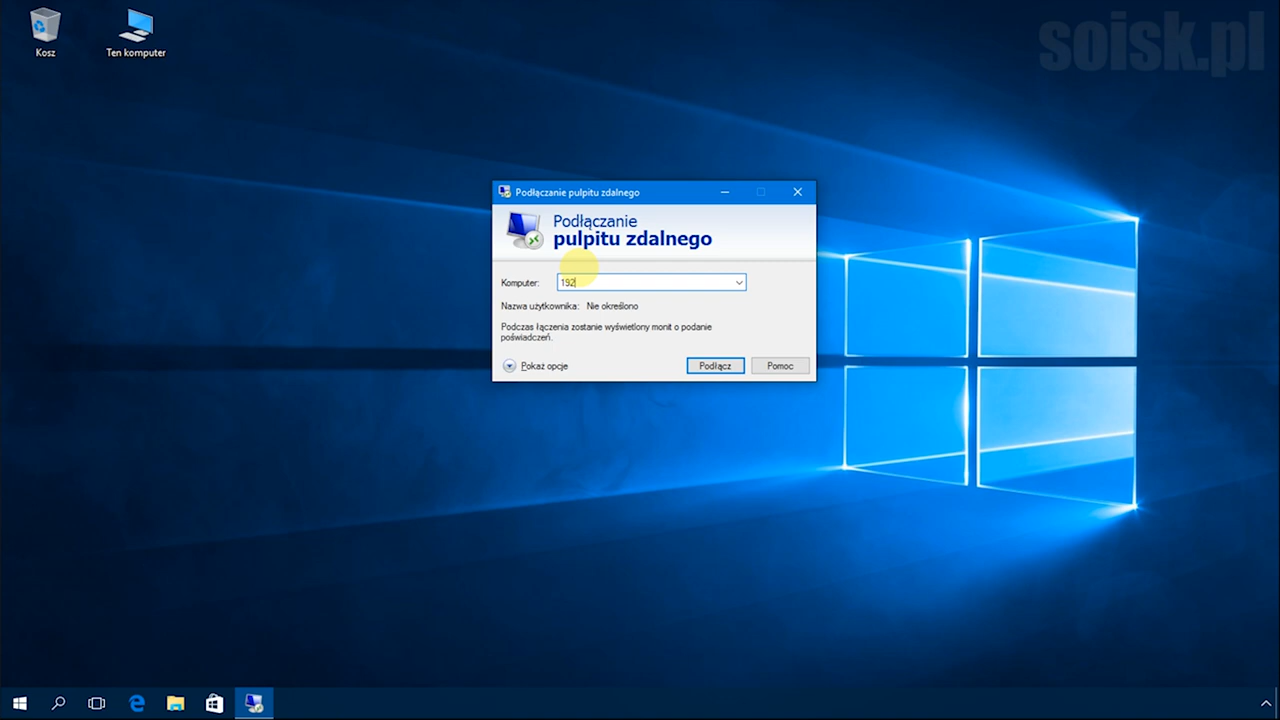 soisk.pl
Kosz
Ten komputer
Podłączanie pulpitu zdalnego
Podłączanie
pulpitu zdalnego
Komputer: 192
Nazwa użytkownika: Nie określono
Podczas łączenia zostanie wyświetlony monit o podanie
poświadczeń.
Pokaż opcje
Podłącz
Pomoc